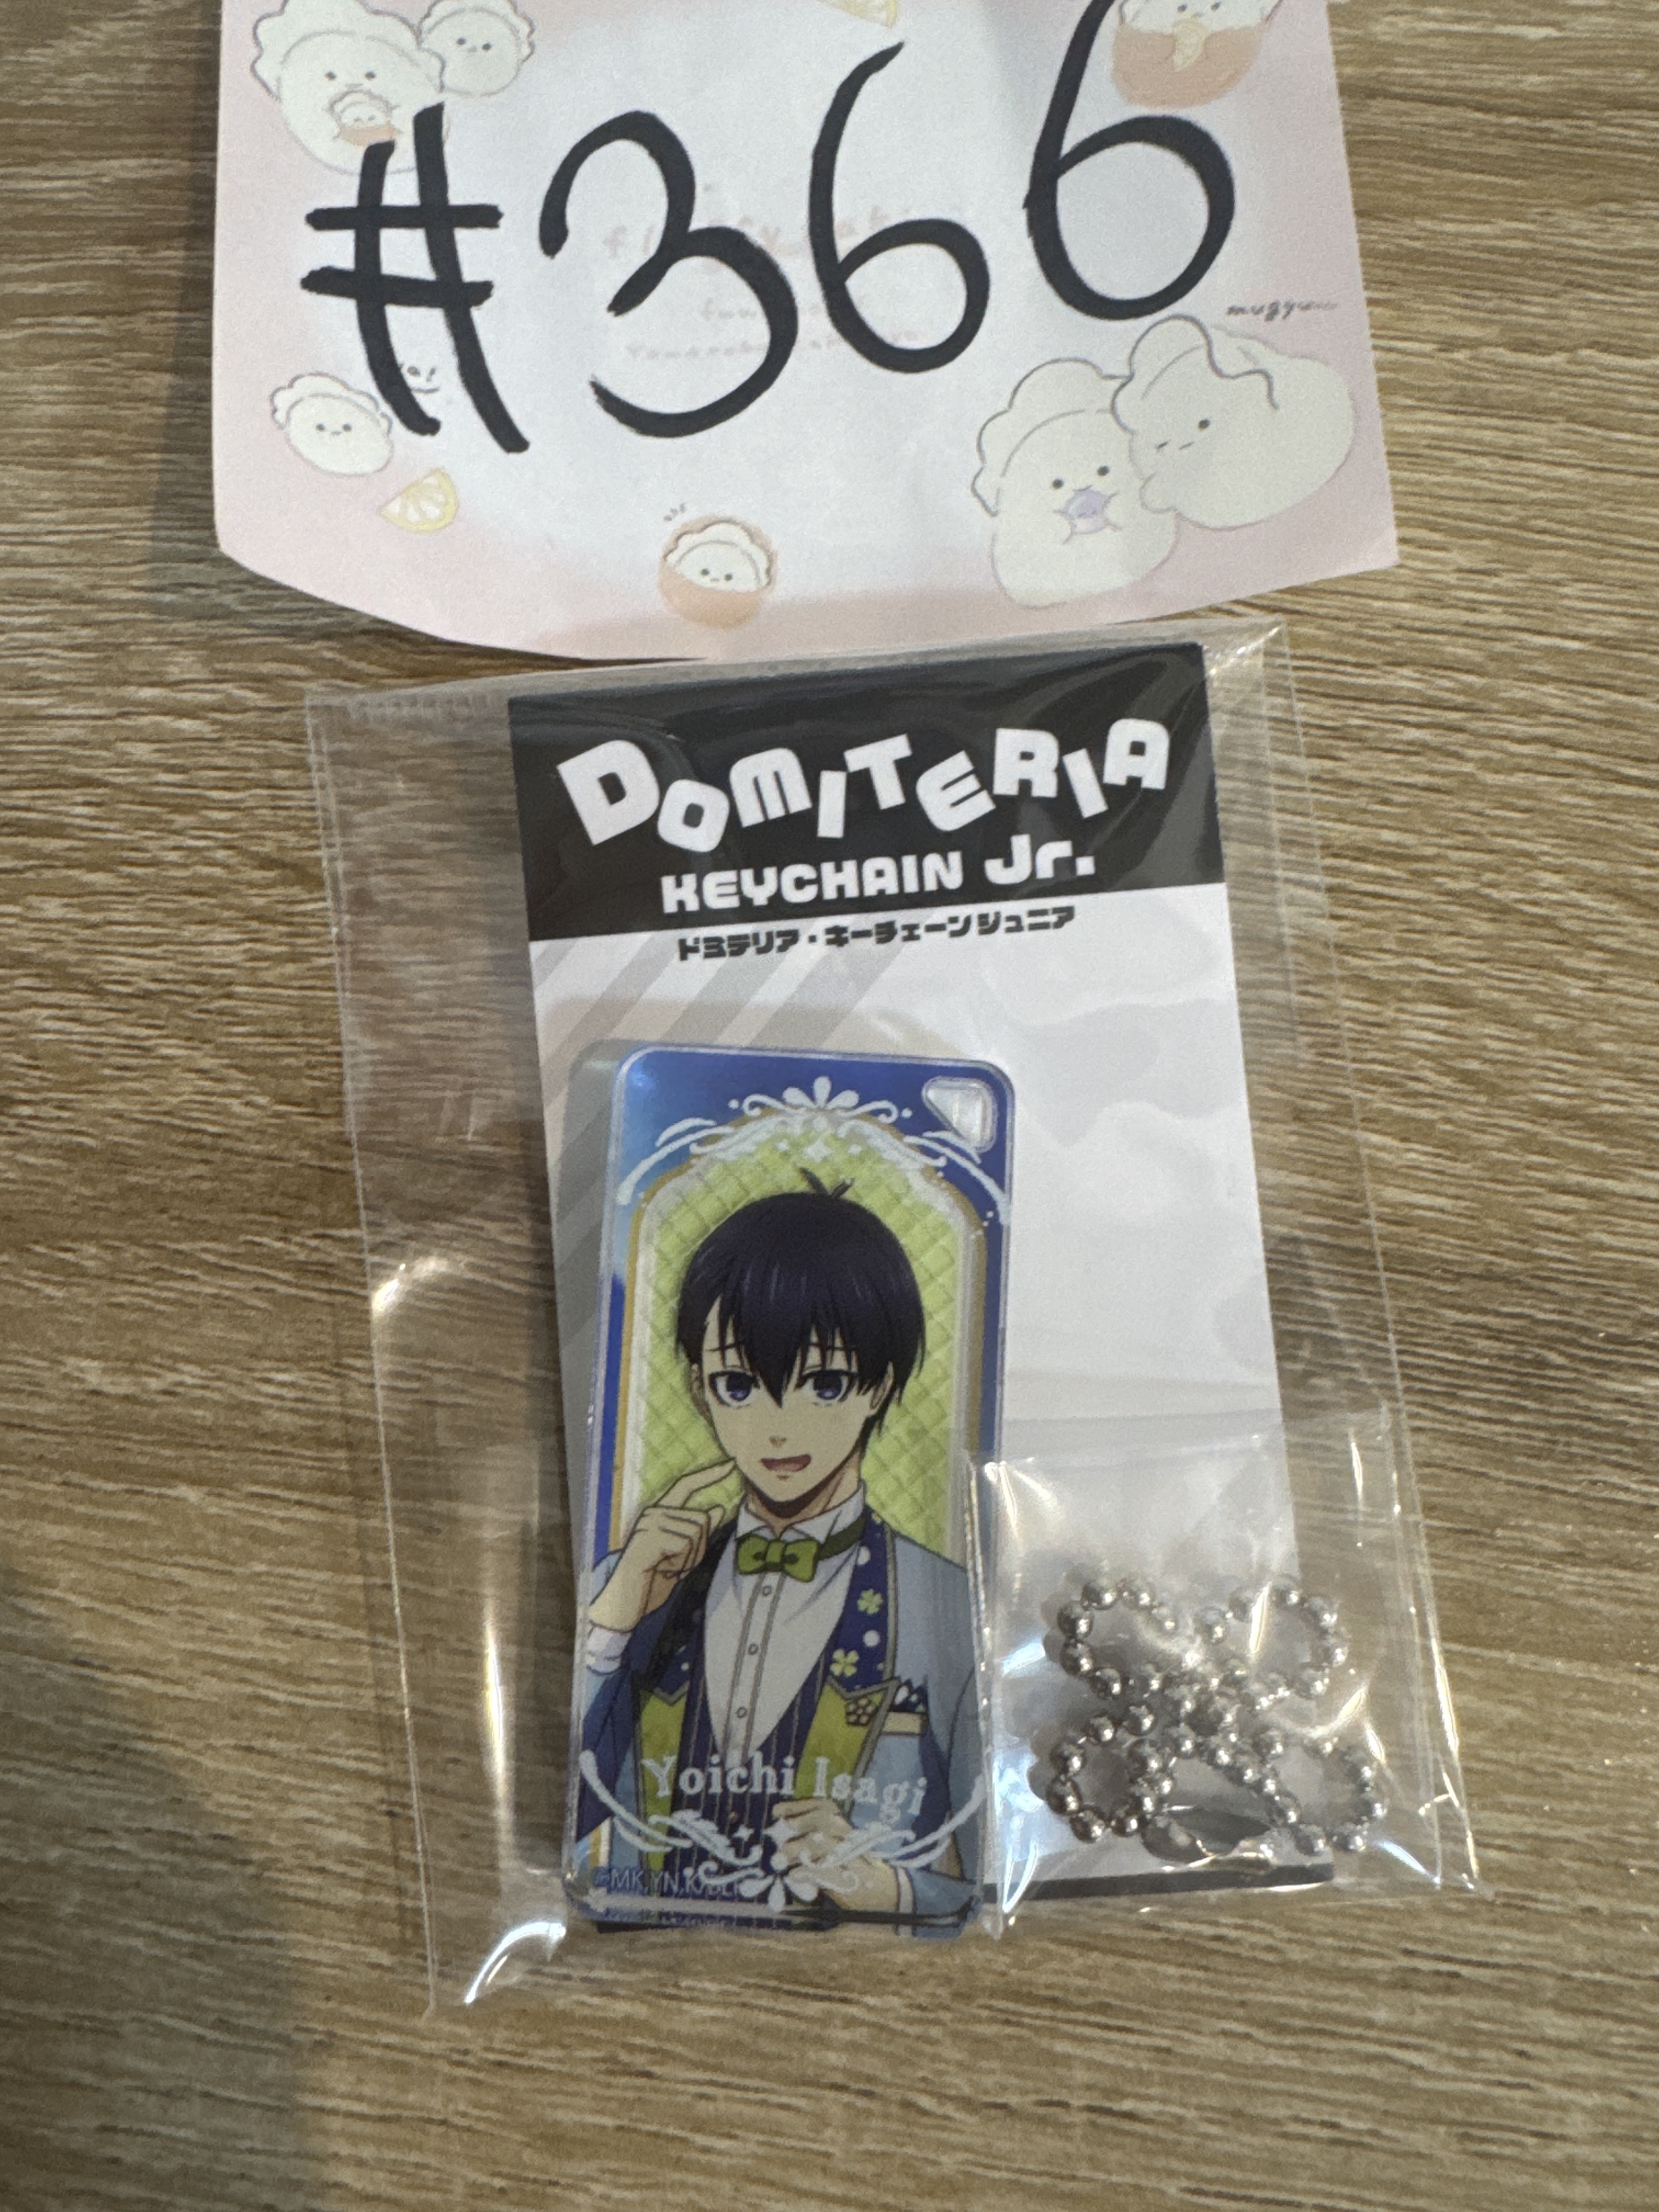 #366
mugyu
DOMITERIA
KEYCHAIN Jr.
ドミテリア・キーチェーンジュニア
Yoichi Isagi